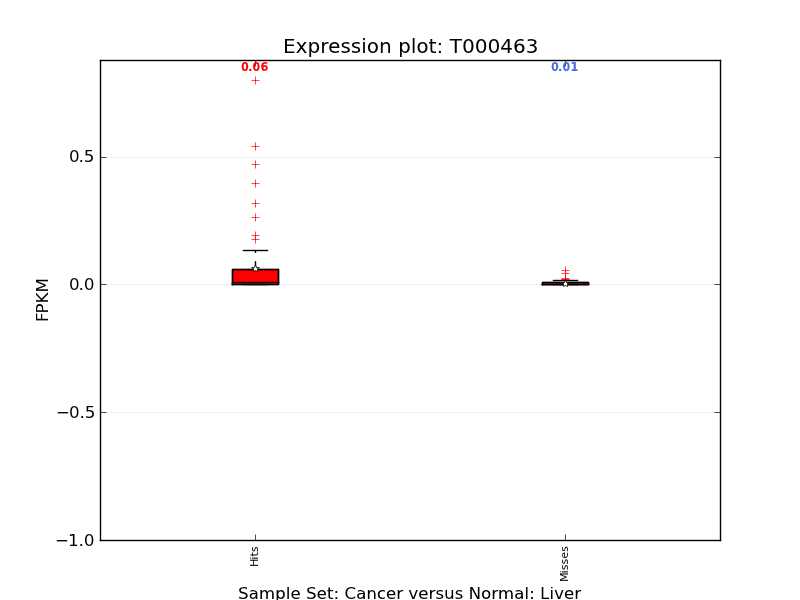 Expression plot: T000463
0.06
0.01
0.5
0.0
−0.5
−1.0
FPKM
Hits
Misses
Sample Set: Cancer versus Normal: Liver